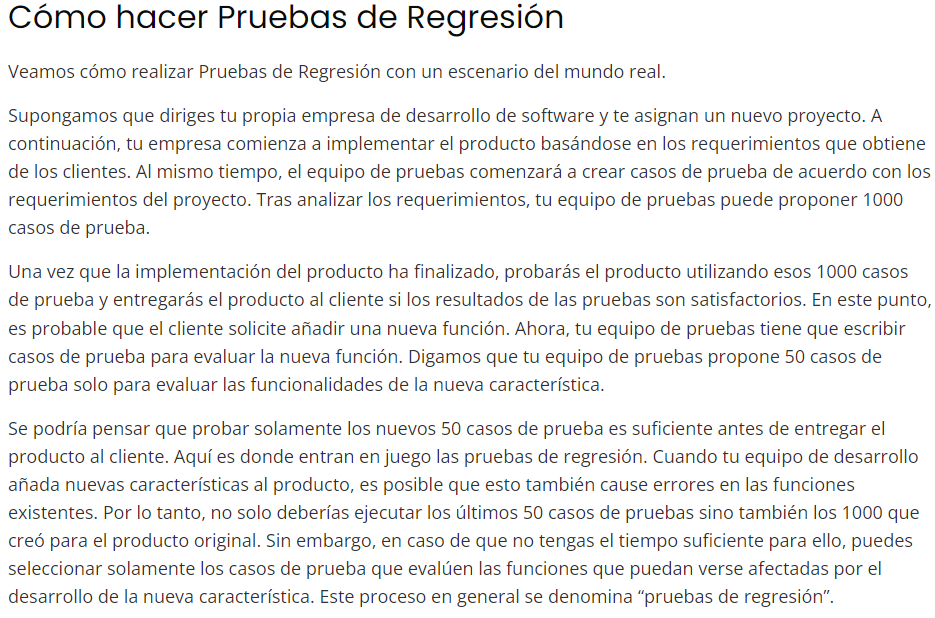 Cómo hacer Pruebas de Regresión
Veamos cómo realizar Pruebas de Regresión con un escenario del mundo real.
Supongamos que diriges tu propia empresa de desarrollo de software y te asignan un nuevo proyecto. A
continuación, tu empresa comienza a implementar el producto basándose en los requerimientos que obtiene
de los clientes. Al mismo tiempo, el equipo de pruebas comenzará a crear casos de prueba de acuerdo con los
requerimientos del proyecto. Tras analizar los requerimientos, tu equipo de pruebas puede proponer 1000
casos de prueba.
Una vez que la implementación del producto ha finalizado, probarás el producto utilizando esos 1000 casos
de prueba y entregarás el producto al cliente si los resultados de las pruebas son satisfactorios. En este punto,
es probable que el cliente solicite añadir una nueva función. Ahora, tu equipo de pruebas tiene que escribir
casos de prueba para evaluar la nueva función. Digamos que tu equipo de pruebas propone 50 casos de
prueba solo para evaluar las funcionalidades de la nueva característica.
Se podría pensar que probar solamente los nuevos 50 casos de prueba es suficiente antes de entregar el
producto al cliente. Aquí es donde entran en juego las pruebas de regresión. Cuando tu equipo de desarrollo
añada nuevas características al producto, es posible que esto también cause errores en las funciones
existentes. Por lo tanto, no solo deberías ejecutar los últimos 50 casos de pruebas sino también los 1000 que
creó para el producto original. Sin embargo, en caso de que no tengas el tiempo suficiente para ello, puedes
seleccionar solamente los casos de prueba que evalúen las funciones que puedan verse afectadas por el
desarrollo de la nueva característica. Este proceso en general se denomina “pruebas de regresión”.